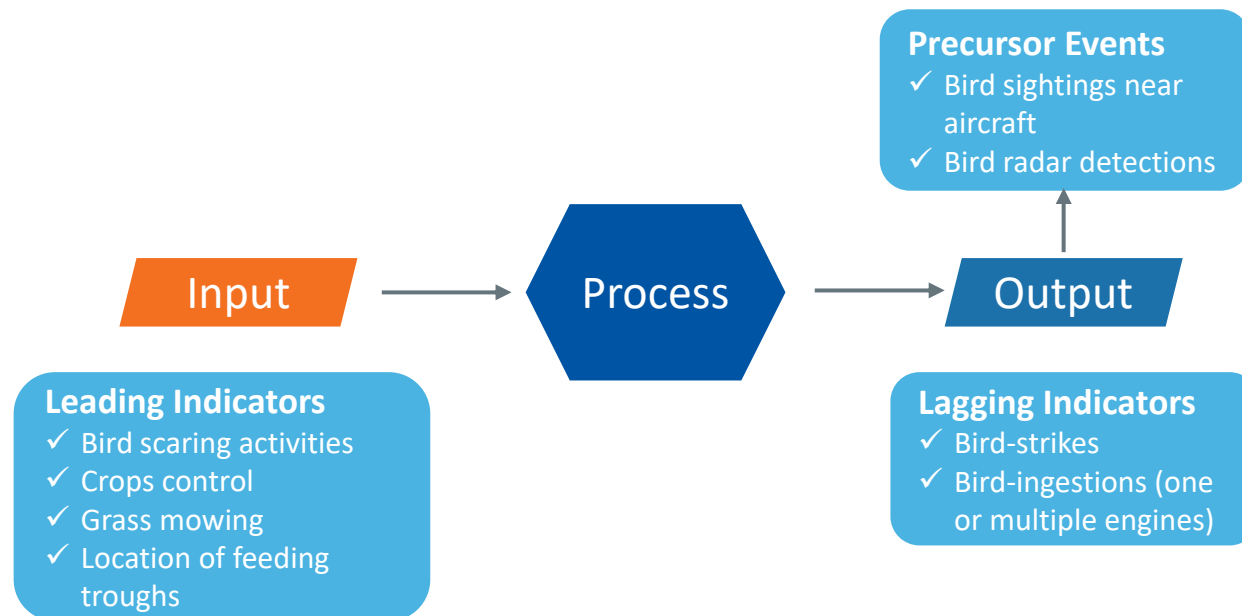 Precursor Events
✓ Bird sightings near
aircraft
✓ Bird radar detections
Input
Process
Output
Leading Indicators
✓ Bird scaring activities
✓ Crops control
✓ Grass mowing
✓ Location of feeding
troughs
Lagging Indicators
✓ Bird-strikes
✓ Bird-ingestions (one
or multiple engines)